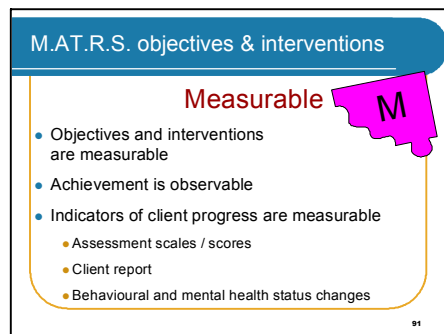 M.AT.R.S. objectives & interventions
Measurable
M
• Objectives and interventions
are measurable
• Achievement is observable
• Indicators of client progress are measurable
• Assessment scales / scores
• Client report
• Behavioural and mental health status changes
91